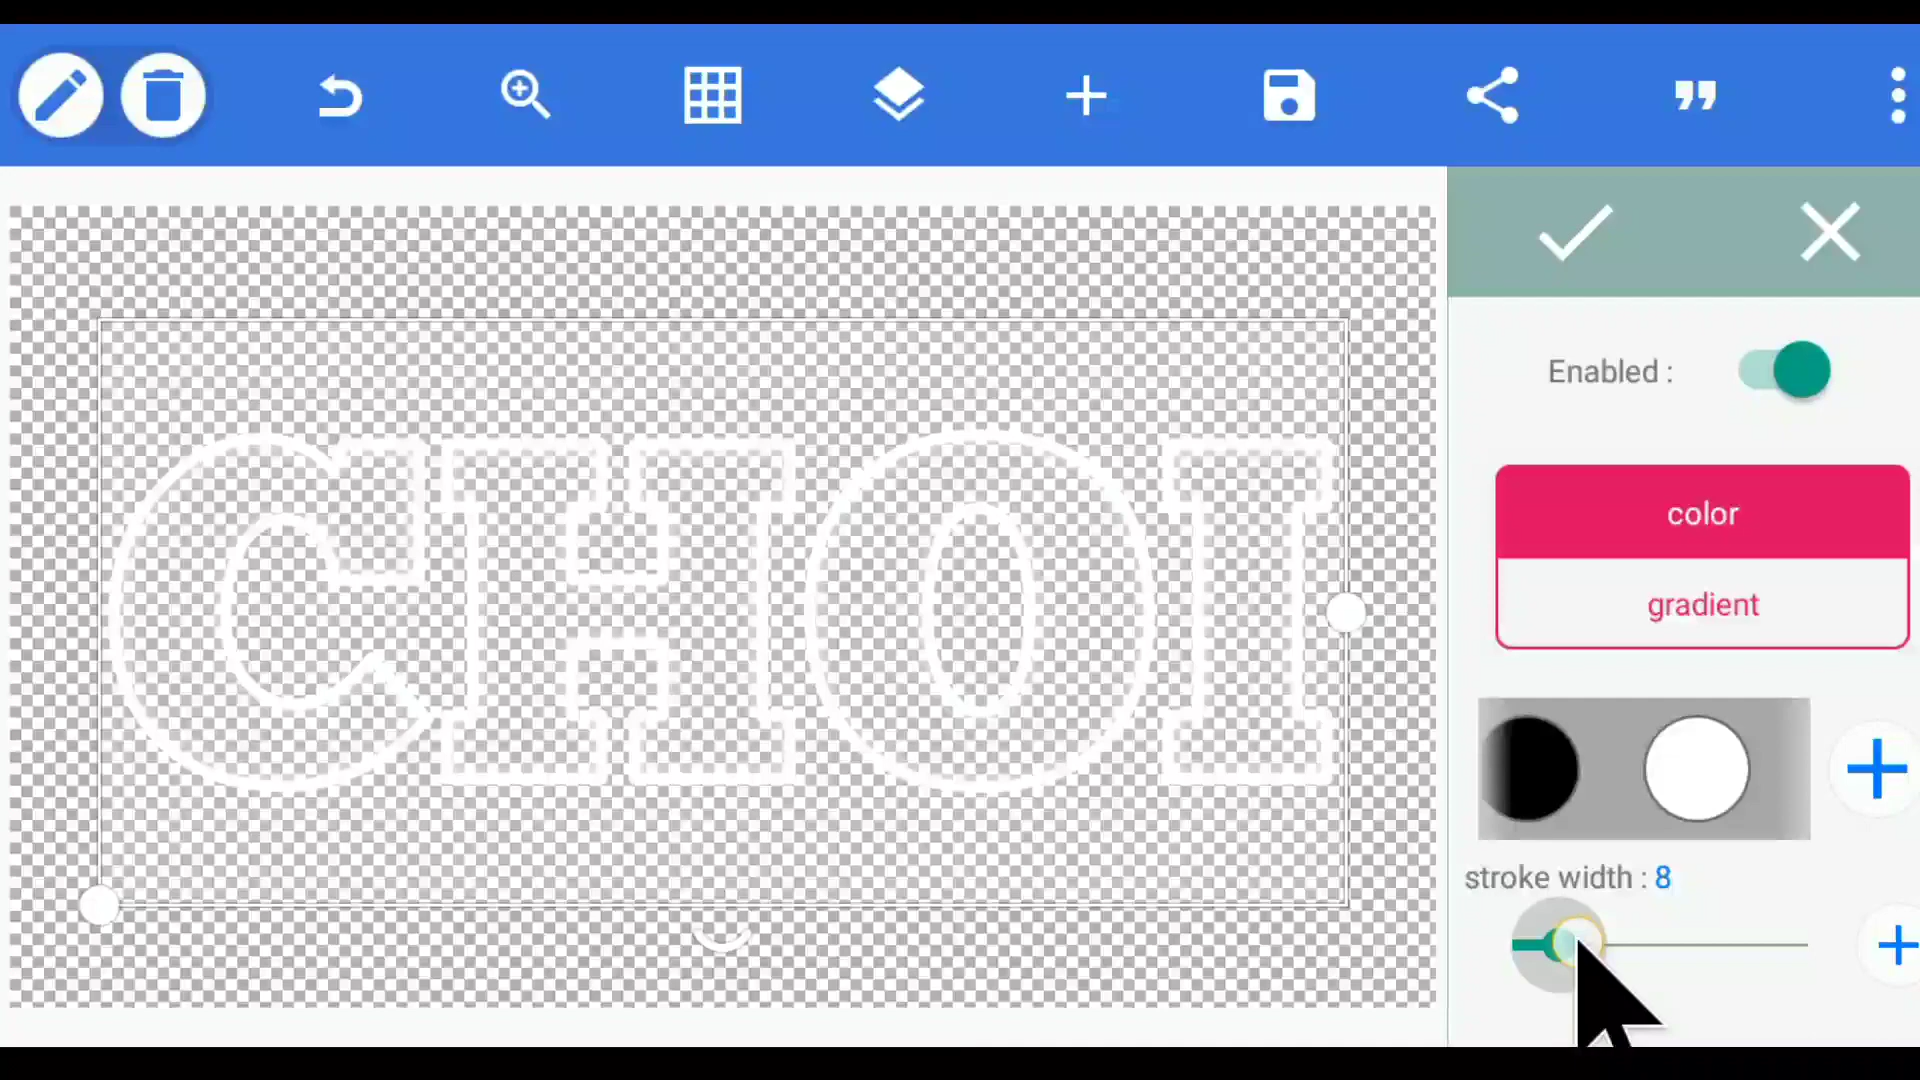 CHOI
Enabled :
color
gradient
stroke width : 8